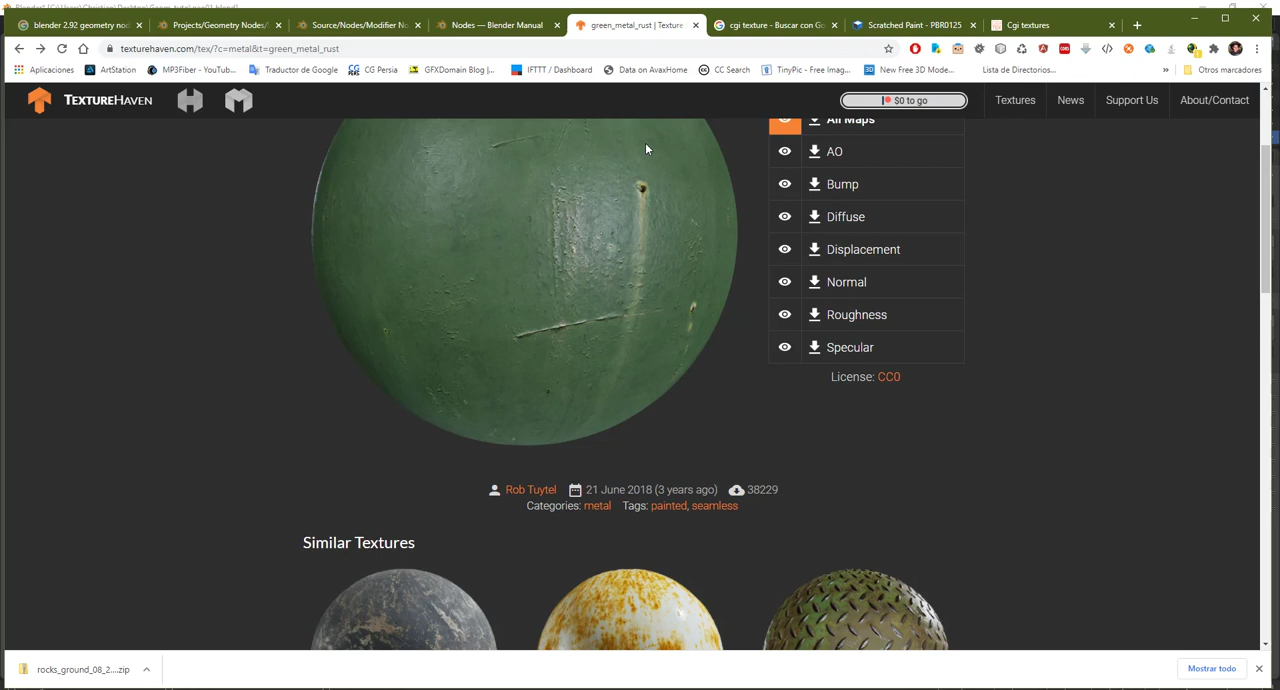 blender 2.92 geometry nod
Projects/Geometry Nodes/
Source/Nodes/Modifier No
Nodes — Blender Manual
green_metal_rust | Texture
cgi texture - Buscar con Go
Scratched Paint - PBR0125
Cgi textures
texturehaven.com/tex/?c=metal&t=green_metal_rust
Aplicaciones
ArtStation
MP3Fiber - YouTub...
Traductor de Google
CG Persia
GFXDomain Blog |...
IFTTT / Dashboard
Data on AvaxHome
CC Search
TinyPic - Free Imag...
New Free 3D Mode...
Lista de Directorios...
»
Otros marcadores
TEXTUREHAVEN
$0 to go
Textures
News
Support Us
About/Contact
All Maps
AO
Bump
Diffuse
Displacement
Normal
Roughness
Specular
License: CC0
Rob Tuytel 21 June 2018 (3 years ago) 38229
Categories: metal Tags: painted, seamless
Similar Textures
rocks_ground_08_2....zip
Mostrar todo